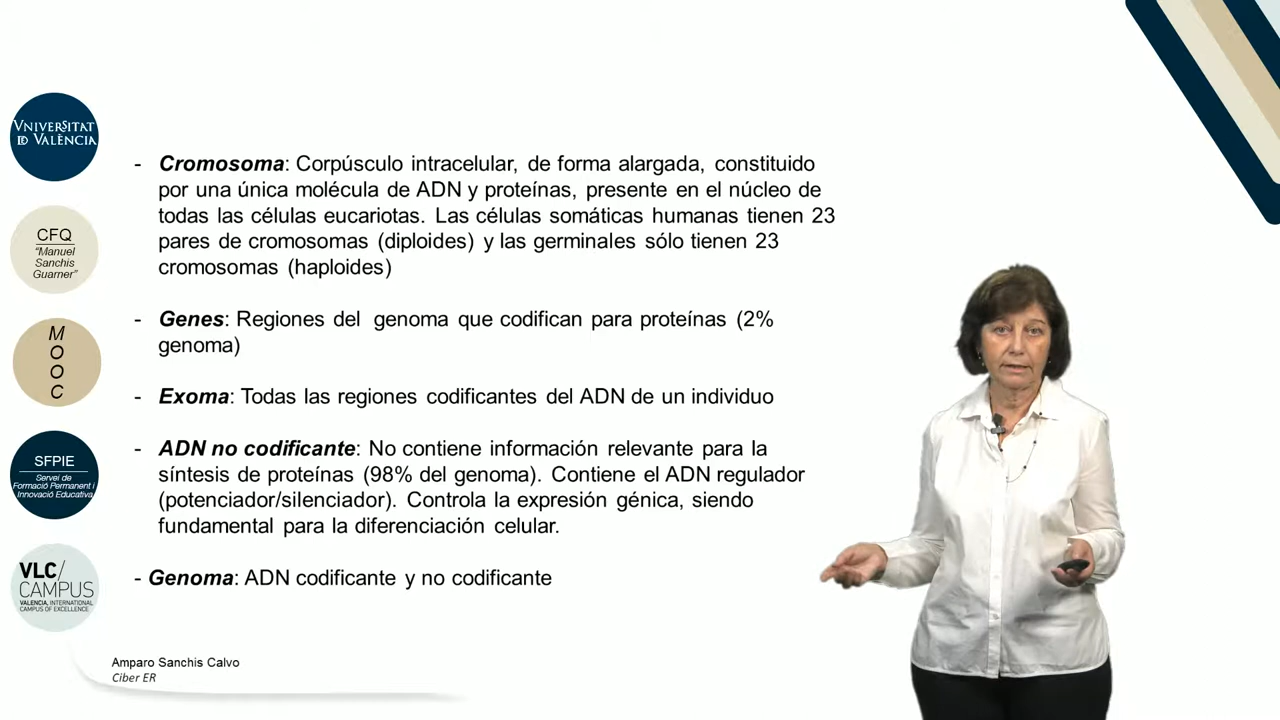 VNIVERSITAT
ID VALÈNCIA
CFQ
"Manuel
Sanchis
Guarner"
M
O
O
C
SFPIE
Servei de
Formació Permanent i
Innovació Educativa
VLC/
CAMPUS
VALENCIA, INTERNATIONAL
CAMPUS OF EXCELLENCE
- Cromosoma: Corpúsculo intracelular, de forma alargada, constituido
por una única molécula de ADN y proteínas, presente en el núcleo de
todas las células eucariotas. Las células somáticas humanas tienen 23
pares de cromosomas (diploides) y las germinales sólo tienen 23
cromosomas (haploides)
- Genes: Regiones del genoma que codifican para proteínas (2%
genoma)
- Exoma: Todas las regiones codificantes del ADN de un individuo
- ADN no codificante: No contiene información relevante para la
síntesis de proteínas (98% del genoma). Contiene el ADN regulador
(potenciador/silenciador). Controla la expresión génica, siendo
fundamental para la diferenciación celular.
- Genoma: ADN codificante y no codificante
Amparo Sanchis Calvo
Ciber ER